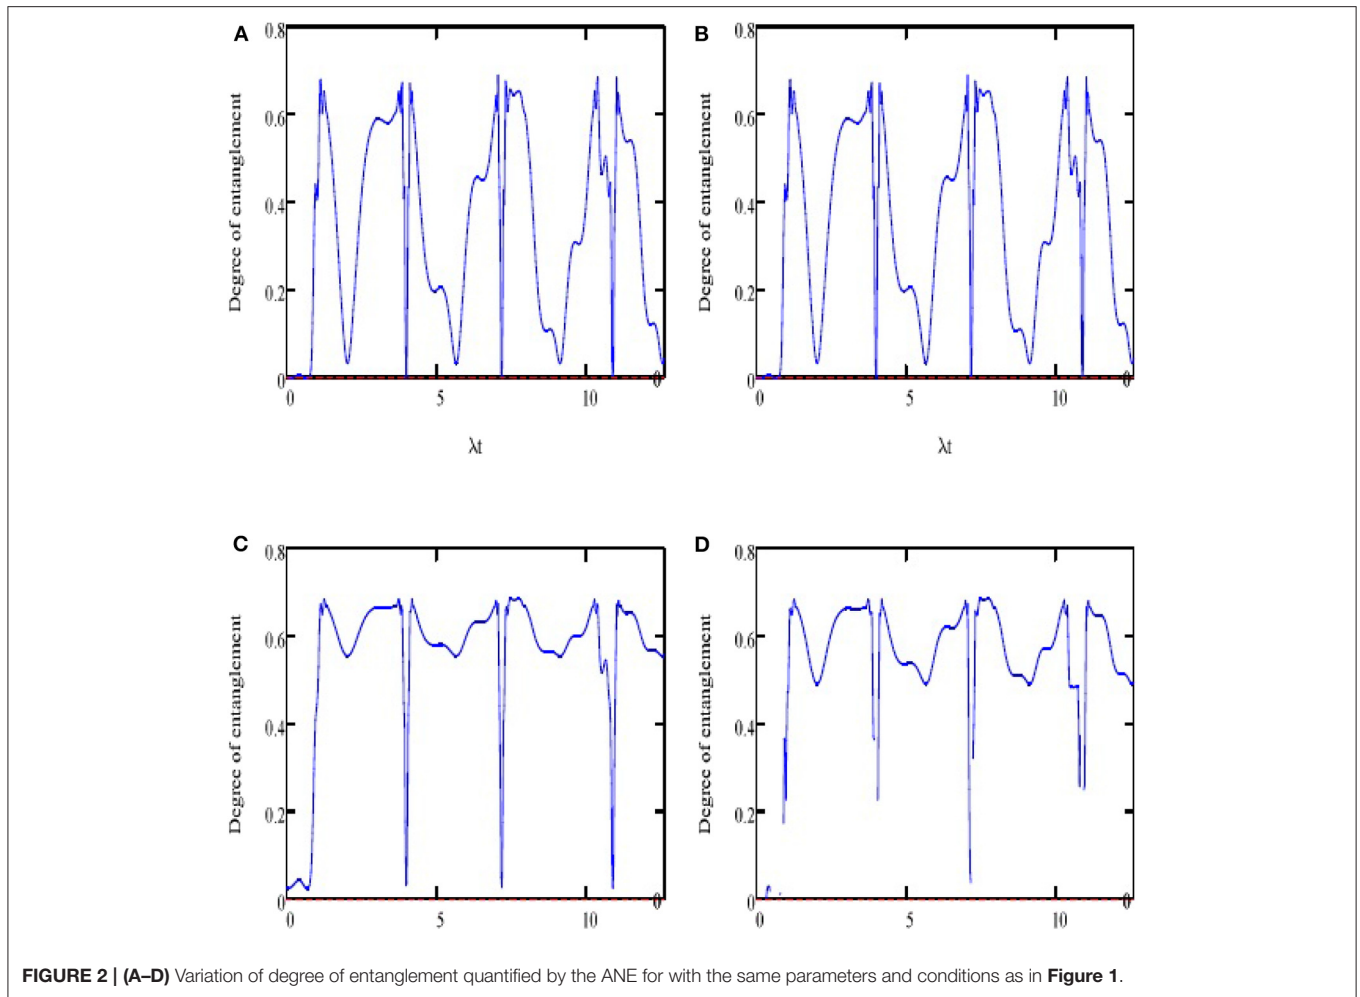 A
Degree of entanglement
0.8
0.6
0.4
0.2
0
0 5 10
0
λt
B
Degree of entanglement
0.8
0.6
0.4
0.2
0
0 5 10
0
λt
C
Degree of entanglement
0.8
0.6
0.4
0.2
0
0 5 10
0
D
Degree of entanglement
0.8
0.6
0.4
0.2
0
0 5 10
0
FIGURE 2 | (A–D) Variation of degree of entanglement quantified by the ANE for with the same parameters and conditions as in Figure 1.